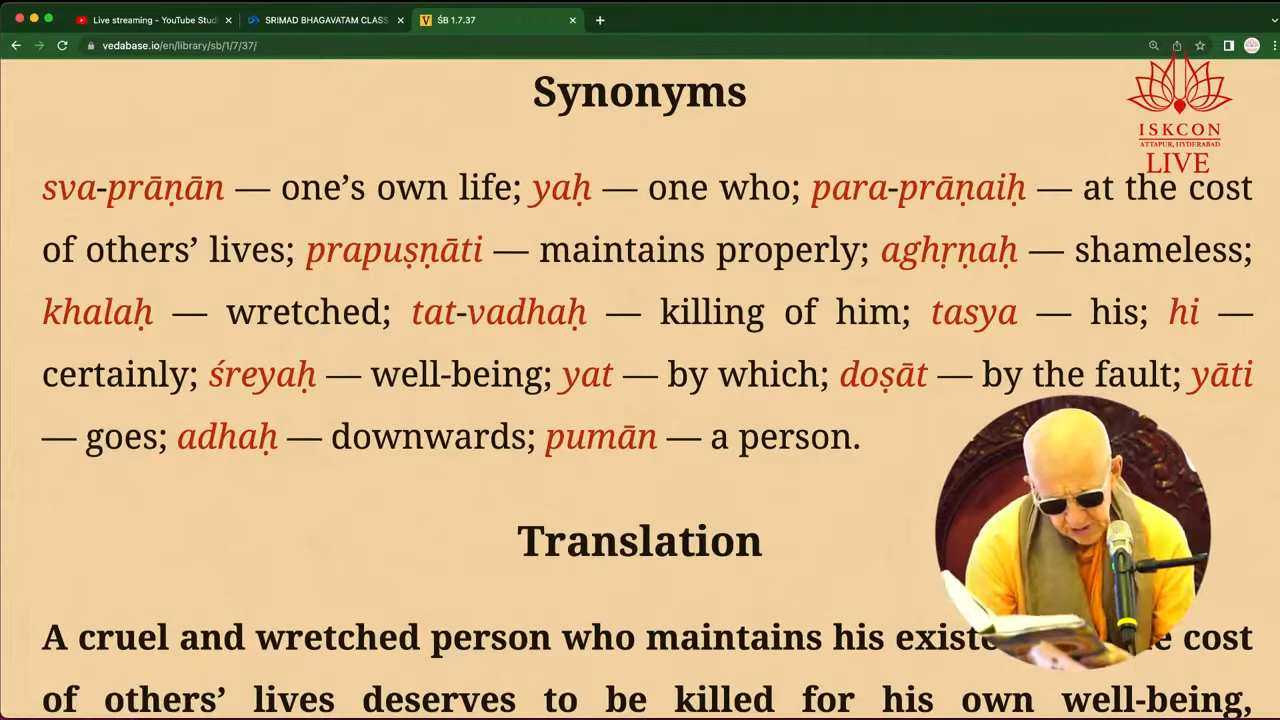 Live streaming - YouTube Stud
SRIMAD BHAGAVATAM CLASS
V ŚB 1.7.37
vedabase.io/en/library/sb/1/7/37/
Synonyms
ISKCON
ATTAPUR, HYDERABAD
LIVE
sva-prāṇān — one’s own life; yaḥ — one who; para-prāṇaiḥ — at the cost
of others’ lives; prapuṣṇāti — maintains properly; aghṛṇaḥ — shameless;
khalaḥ — wretched; tat-vadhaḥ — killing of him; tasya — his; hi —
certainly; śreyaḥ — well-being; yat — by which; doṣāt — by the fault; yāti
— goes; adhaḥ — downwards; pumān — a person.
Translation
A cruel and wretched person who maintains his cost
of others’ lives deserves to be killed for his own well-being,